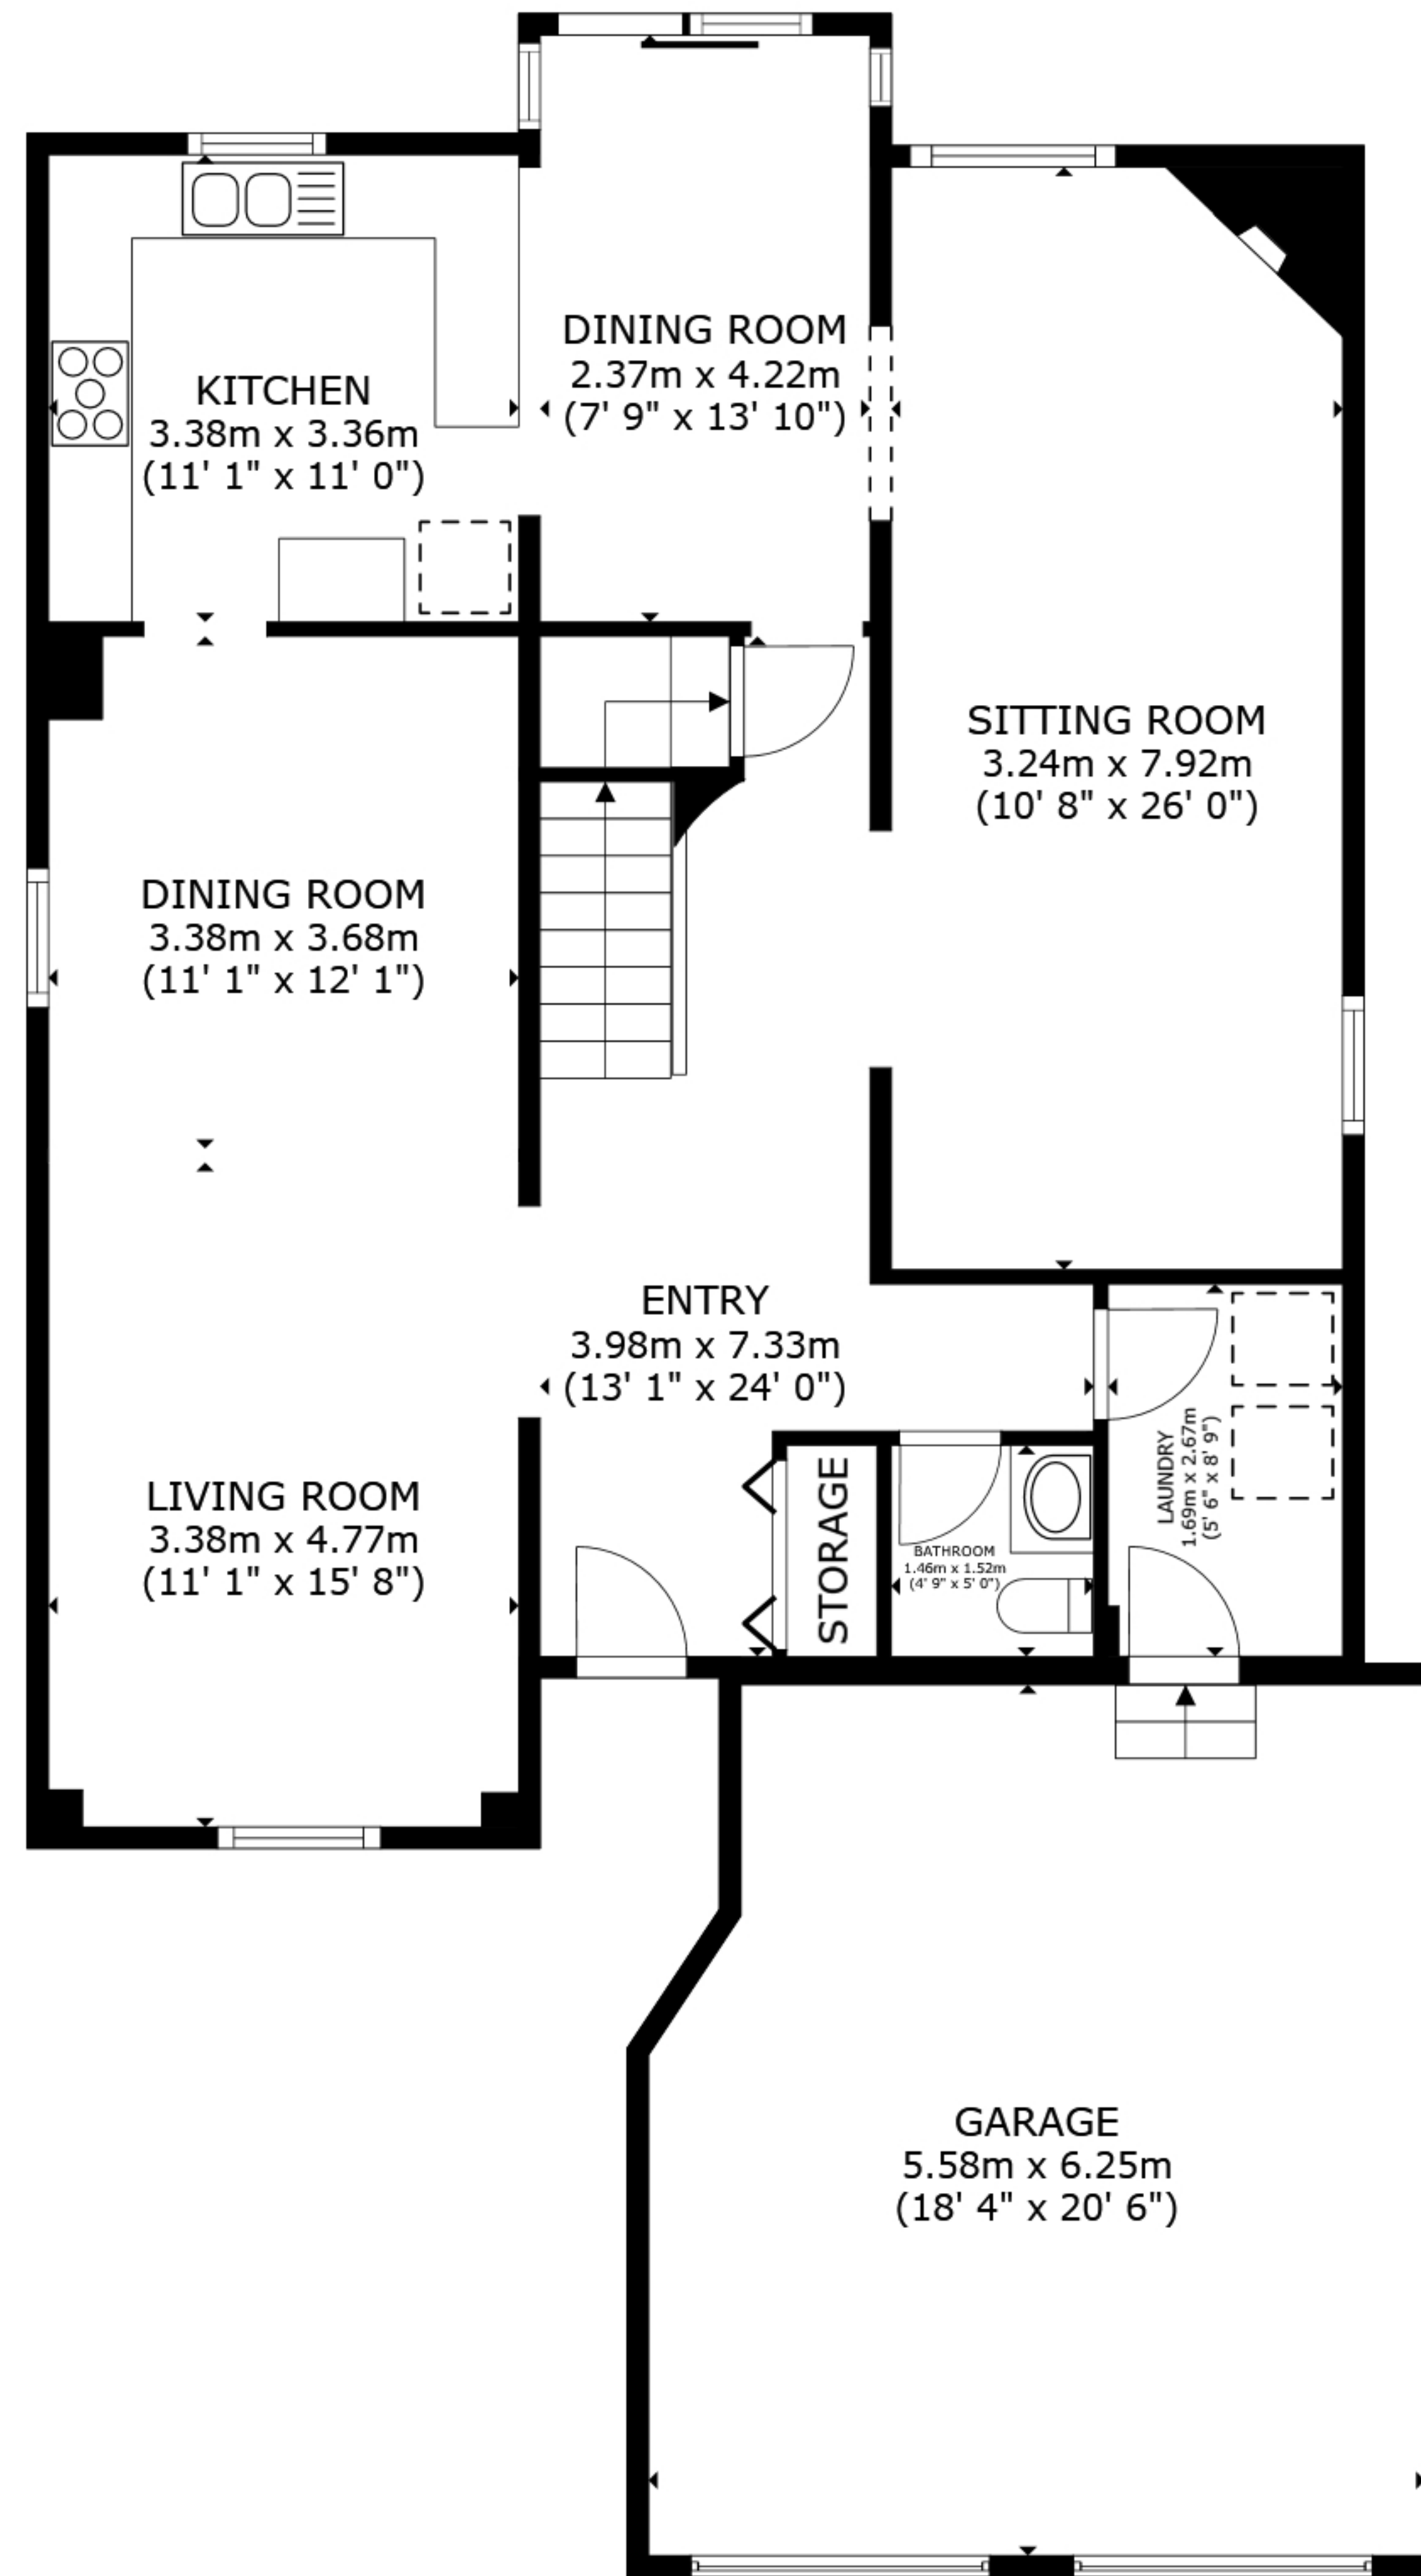 DINING ROOM
2.37m x 4.22m
(7' 9" x 13' 10")
KITCHEN
3.38m x 3.36m
(11' 1" x 11' 0")
SITTING ROOM
3.24m x 7.92m
(10' 8" x 26' 0")
DINING ROOM
3.38m x 3.68m
(11' 1" x 12' 1")
ENTRY
3.98m x 7.33m
(13' 1" x 24' 0")
LIVING ROOM
3.38m x 4.77m
(11' 1" x 15' 8")
STORAGE
BATHROOM
1.46m x 1.52m
(4' 9" x 5' 0")
LAUNDRY
1.69m x 2.67m
(5' 6" x 8' 9")
GARAGE
5.58m x 6.25m
(18' 4" x 20' 6")